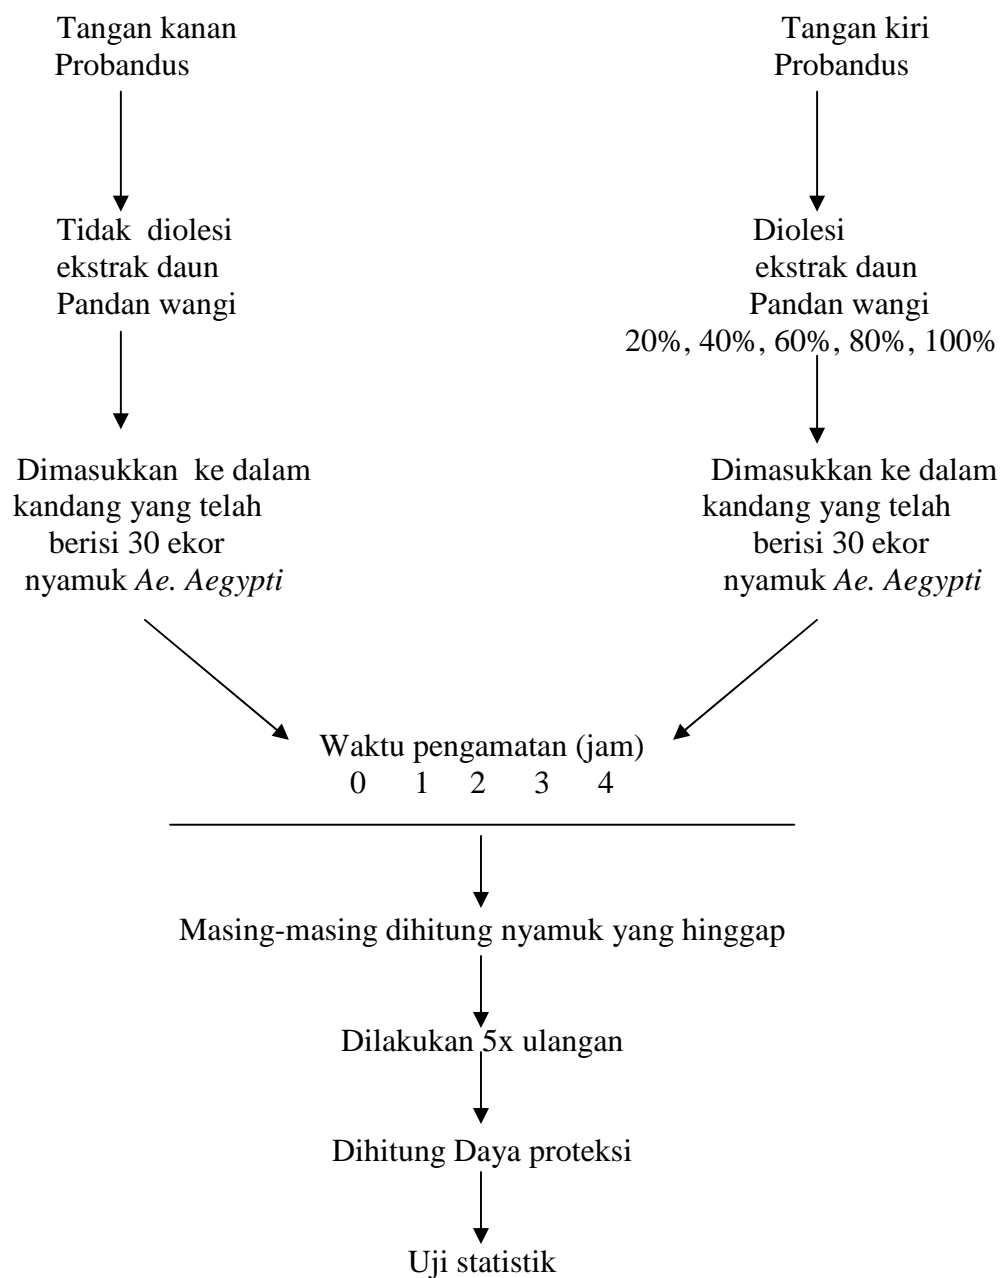 Tangan kanan
Probandus
Tidak diolesi
ekstrak daun
Pandan wangi
Dimasukkan ke dalam
kandang yang telah
berisi 30 ekor
nyamuk Ae. Aegypti
Tangan kiri
Probandus
Diolesi
ekstrak daun
Pandan wangi
20%, 40%, 60%, 80%, 100%
Dimasukkan ke dalam
kandang yang telah
berisi 30 ekor
nyamuk Ae. Aegypti
Waktu pengamatan (jam)
0 1 2 3 4
Masing-masing dihitung nyamuk yang hinggap
Dilakukan 5x ulangan
Dihitung Daya proteksi
Uji statistik